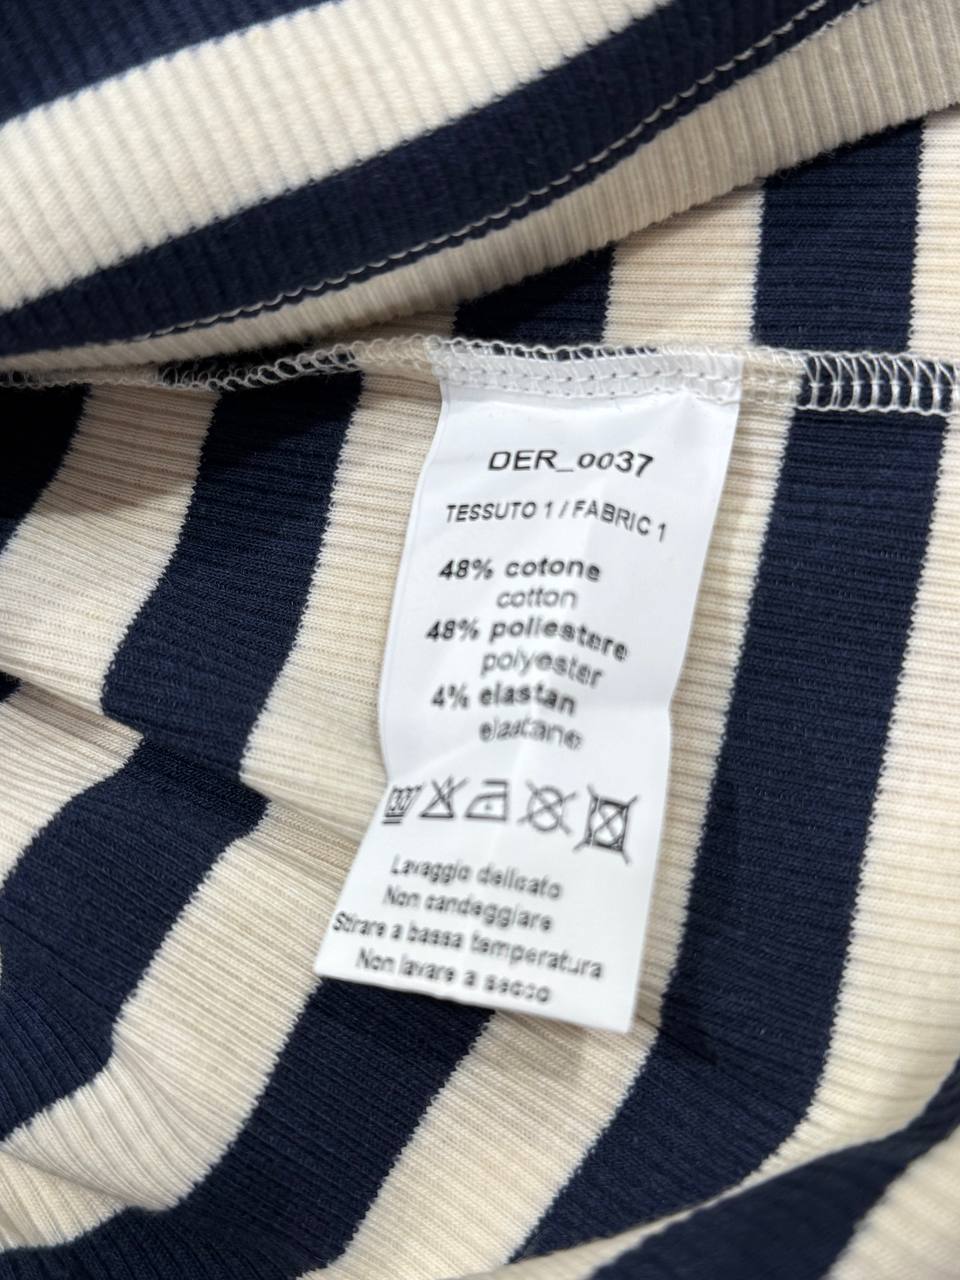 DER_0037
TESSUTO 1 / FABRIC 1
48% cotone
cotton
48% poliestere
polyester
4% elastan
elastane
Lavaggio delicato
Non candeggiare
Stirare a bassa temperatura
Non lavare a secco